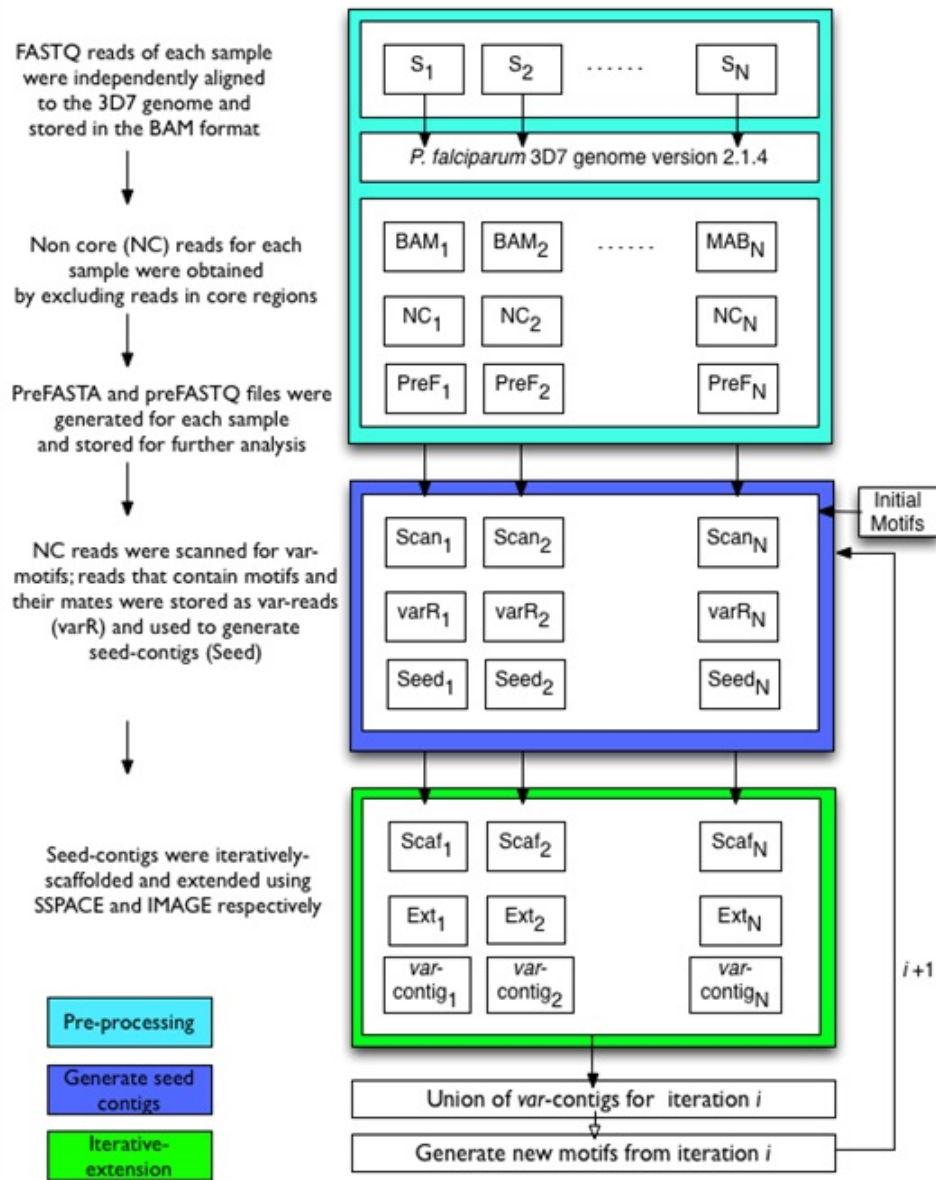 FASTQ reads of each sample
were independently aligned
to the 3D7 genome and
stored in the BAM format
Non core (NC) reads for each
sample were obtained
by excluding reads in core regions
PreFASTA and preFASTQ files were
generated for each sample
and stored for further analysis
NC reads were scanned for var-
motifs; reads that contain motifs and
their mates were stored as var-reads
(varR) and used to generate
seed-contigs (Seed)
Seed-contigs were iteratively-
scaffolded and extended using
SSPACE and IMAGE respectively
Pre-processing
Generate seed
contigs
Iterative-
extension
S1 S2 ...... SN
P. falciparum 3D7 genome version 2.1.4
BAM1 BAM2 ...... MABN
NC1 NC2 NCN
PreF1 PreF2 PreFN
Initial
Motifs
Scan1 Scan2 ScanN
varR1 varR2 varRN
Seed1 Seed2 SeedN
Scaf1 Scaf2 ScafN
Ext1 Ext2 ExtN
var- var- var-
contig1 contig2 contigN
i +1
Union of var-contigs for iteration i
Generate new motifs from iteration i